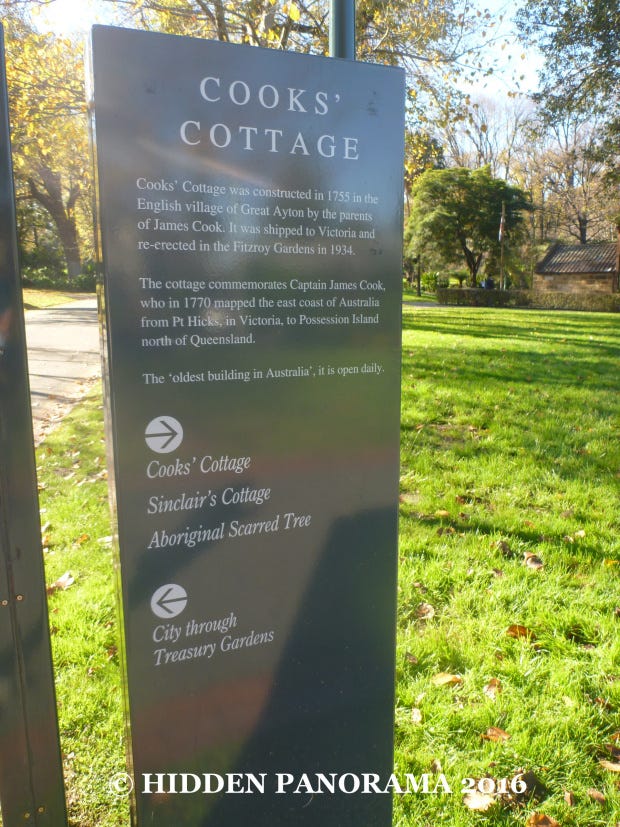 COOKS'
COTTAGE
Cooks' Cottage was constructed in 1755 in the
English village of Great Ayton by the parents
of James Cook. It was shipped to Victoria and
re-erected in the Fitzroy Gardens in 1934.
The cottage commemorates Captain James Cook,
who in 1770 mapped the east coast of Australia
from Pt Hicks, in Victoria, to Possession Island
north of Queensland.
The 'oldest building in Australia', it is open daily.
Cooks' Cottage
Sinclair's Cottage
Aboriginal Scarred Tree
City through
Treasury Gardens
© HIDDEN PANORAMA 2016